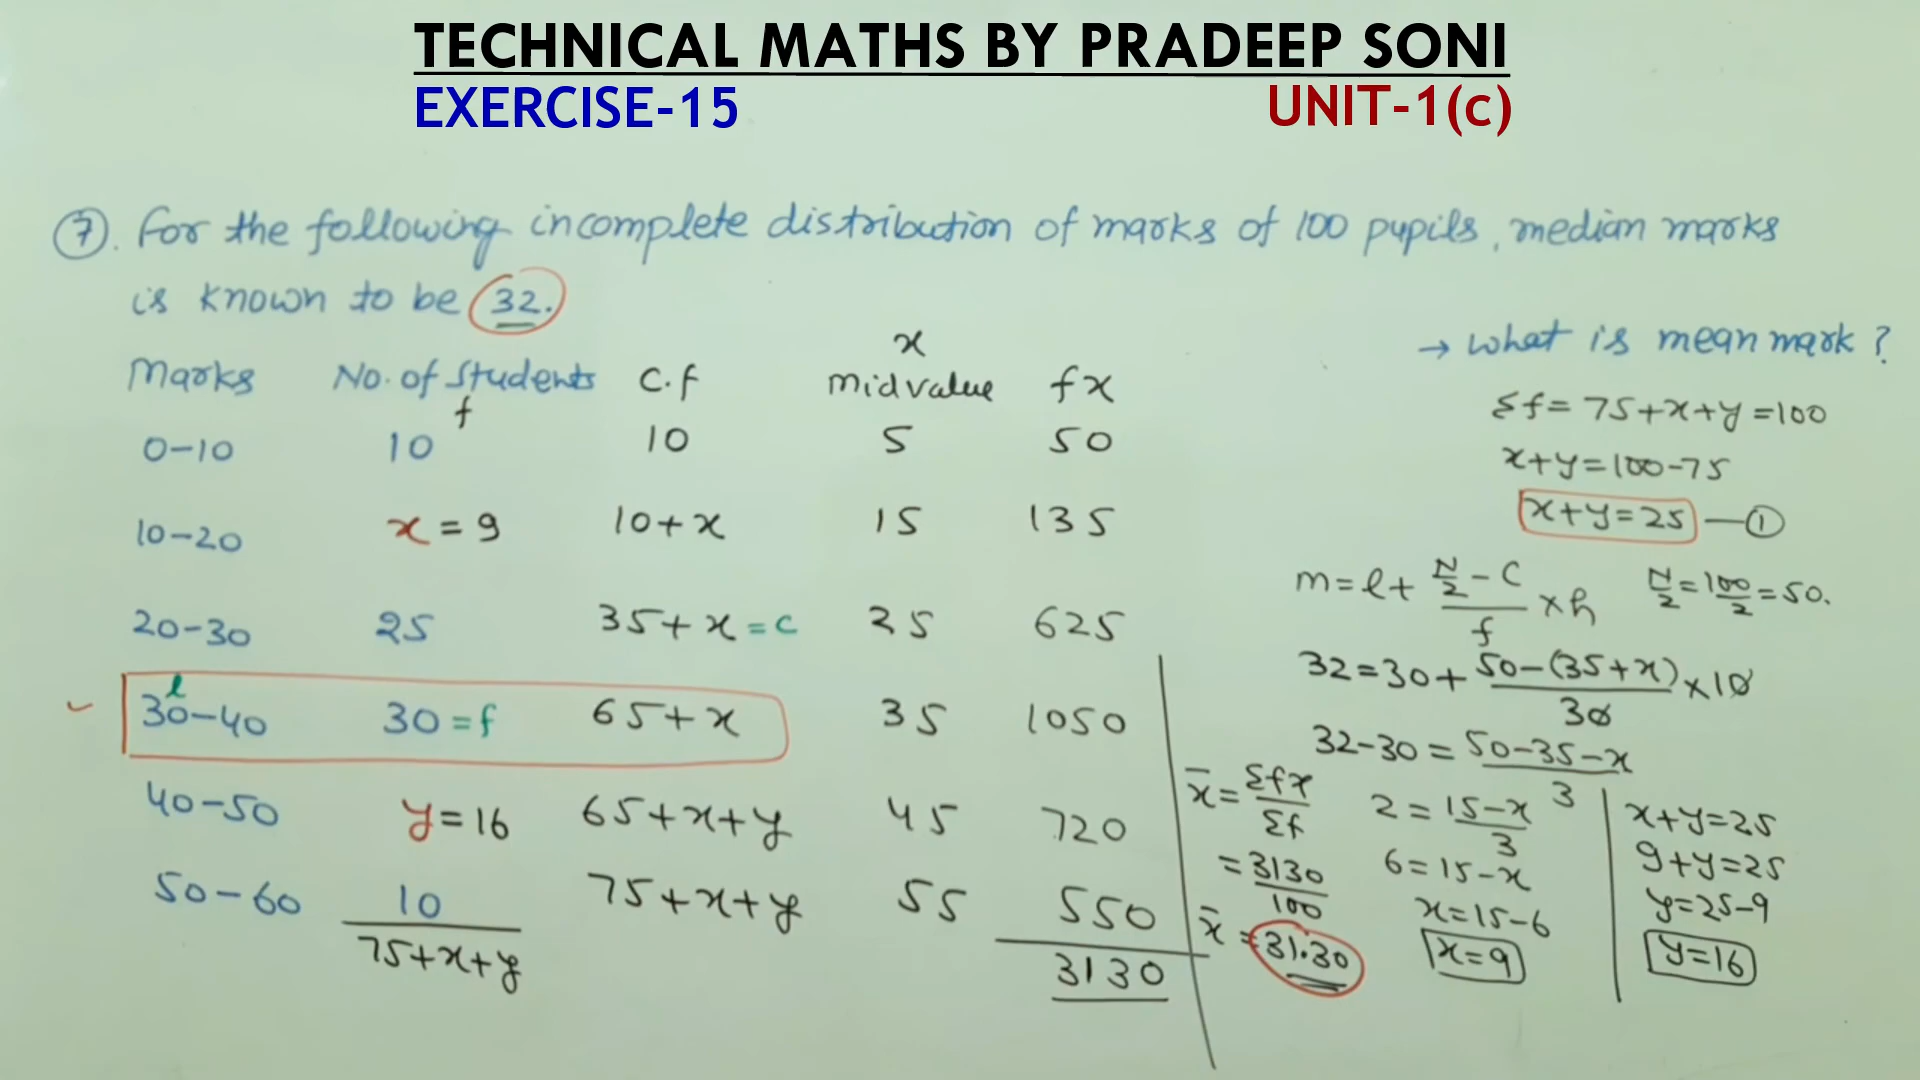 TECHNICAL MATHS BY PRADEEP SONI
EXERCISE-15 UNIT-1(c)
⑦. For the following incomplete distribution of marks of 100 pupils, median marks
is known to be 32.
→ what is mean mark?
x
Marks No. of Students C.f midvalue fx
f
0-10 10 10 5 50
10-20 x = 9 10+x 15 135
20-30 25 35+x = c 25 625
l
30-40 30 = f 65+x 35 1050
40-50 y = 16 65+x+y 45 720
50-60 10 75+x+y 55 550
75+x+y 3130
Σf = 75+x+y = 100
x+y = 100-75
x+y = 25 —①
m = l + (N/2 - C)/f × h N/2 = 100/2 = 50.
32 = 30 + (50-(35+x))/30 × 10
32-30 = (50-35-x)/3
2 = (15-x)/3
6 = 15-x
x = 15-6
x = 9
x+y = 25
9+y = 25
y = 25-9
y = 16
x̄ = Σfx/Σf
= 3130/100
x̄ = 31.30